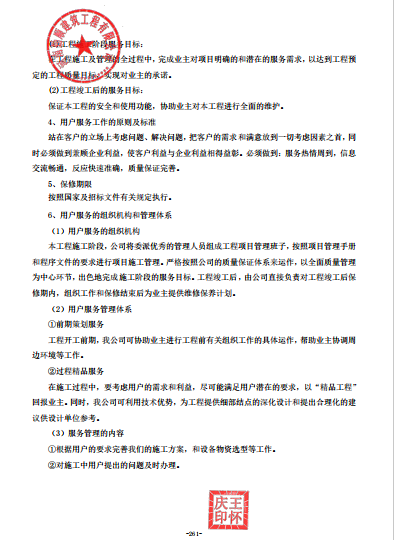 (1)工程施工阶段服务目标:
在工程施工及管理的全过程中，完成业主对项目明确的和潜在的服务需求，以达到工程预
定的工程质量目标，实现对业主的承诺。
(2)工程竣工后的服务目标:
保证本工程的安全和使用功能，协助业主对本工程进行全面的维护。
4、用户服务工作的原则及标准
站在客户的立场上考虑问题、解决问题，把客户的需求和满意放到一切考虑因素之首，同
时必须做到兼顾企业利益，使客户利益与企业利益相得益彰。必须做到：服务热情周到，信息
交流畅通，反应快速准确，质量保证完善。
5、保修期限
按照国家及招标文件有关规定执行。
6、用户服务的组织机构和管理体系
（1）用户服务的组织机构
本工程施工阶段，公司将委派优秀的管理人员组成工程项目管理班子，按照项目管理手册
和程序文件的要求进行项目施工管理。严格按照公司的质量保证体系来运作，以全面质量管理
为中心环节，出色地完成施工阶段的服务目标。工程竣工后，由公司直接负责对工程竣工后保
修期内，组织工作和保修结束后为业主提供维修保养计划。
（2）用户服务管理体系
①前期策划服务
工程开工前期，我公司可协助业主进行工程前有关组织工作的具体运作，帮助业主协调周
边环境等工作。
②过程精品服务
在施工过程中，要考虑用户的需求和利益，尽可能满足用户潜在的要求，以“精品工程”
回报业主。同时，我公司可利用技术优势，为工程提供细部结点的深化设计和提出合理化的建
议供设计单位参考。
（3）服务管理的内容
①根据用户的要求完善我们的施工方案，和设备物资选型等工作。
②对施工中用户提出的问题及时办理。
王怀
庆印
-261-